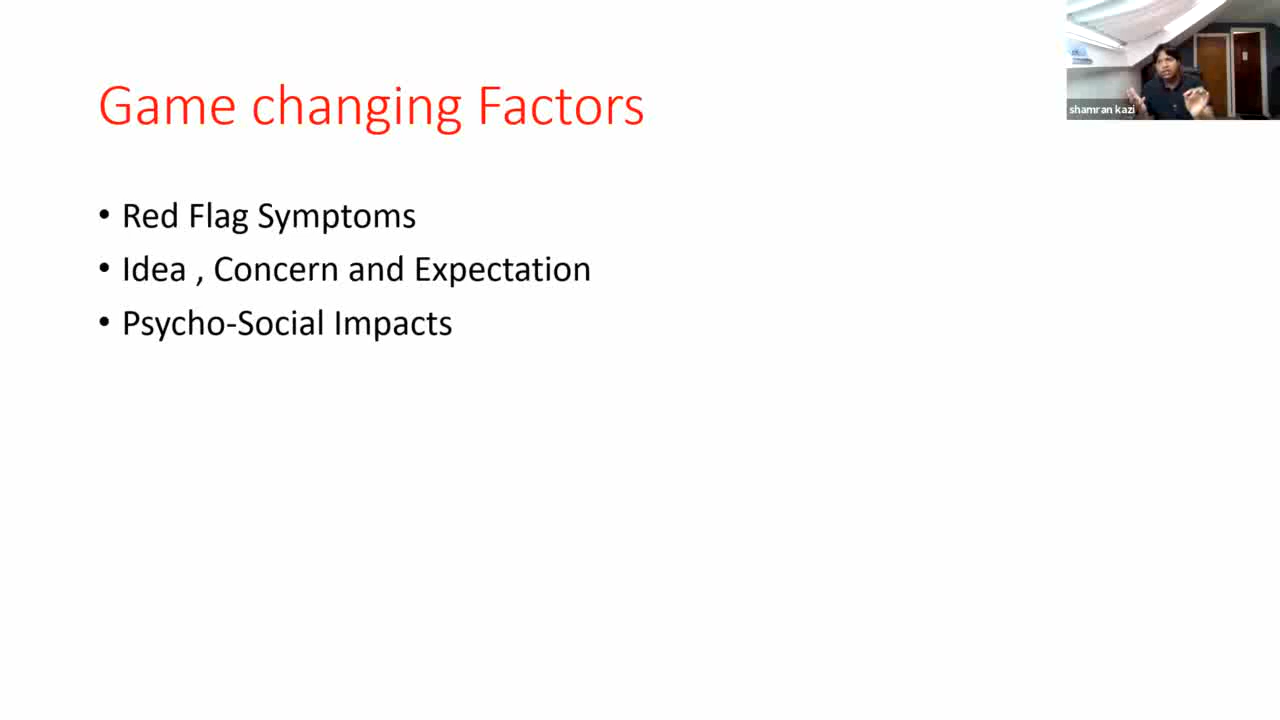 Game changing Factors
• Red Flag Symptoms
• Idea , Concern and Expectation
• Psycho-Social Impacts
shamran kazi